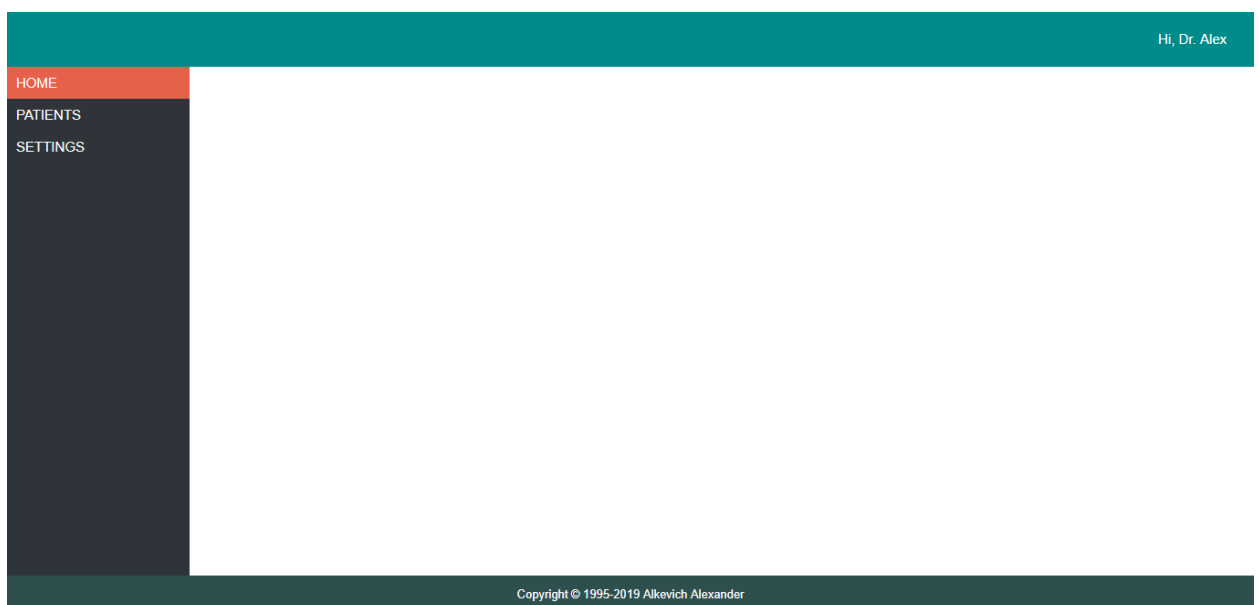 Hi, Dr. Alex
HOME
PATIENTS
SETTINGS
Copyright © 1995-2019 Alkevich Alexander